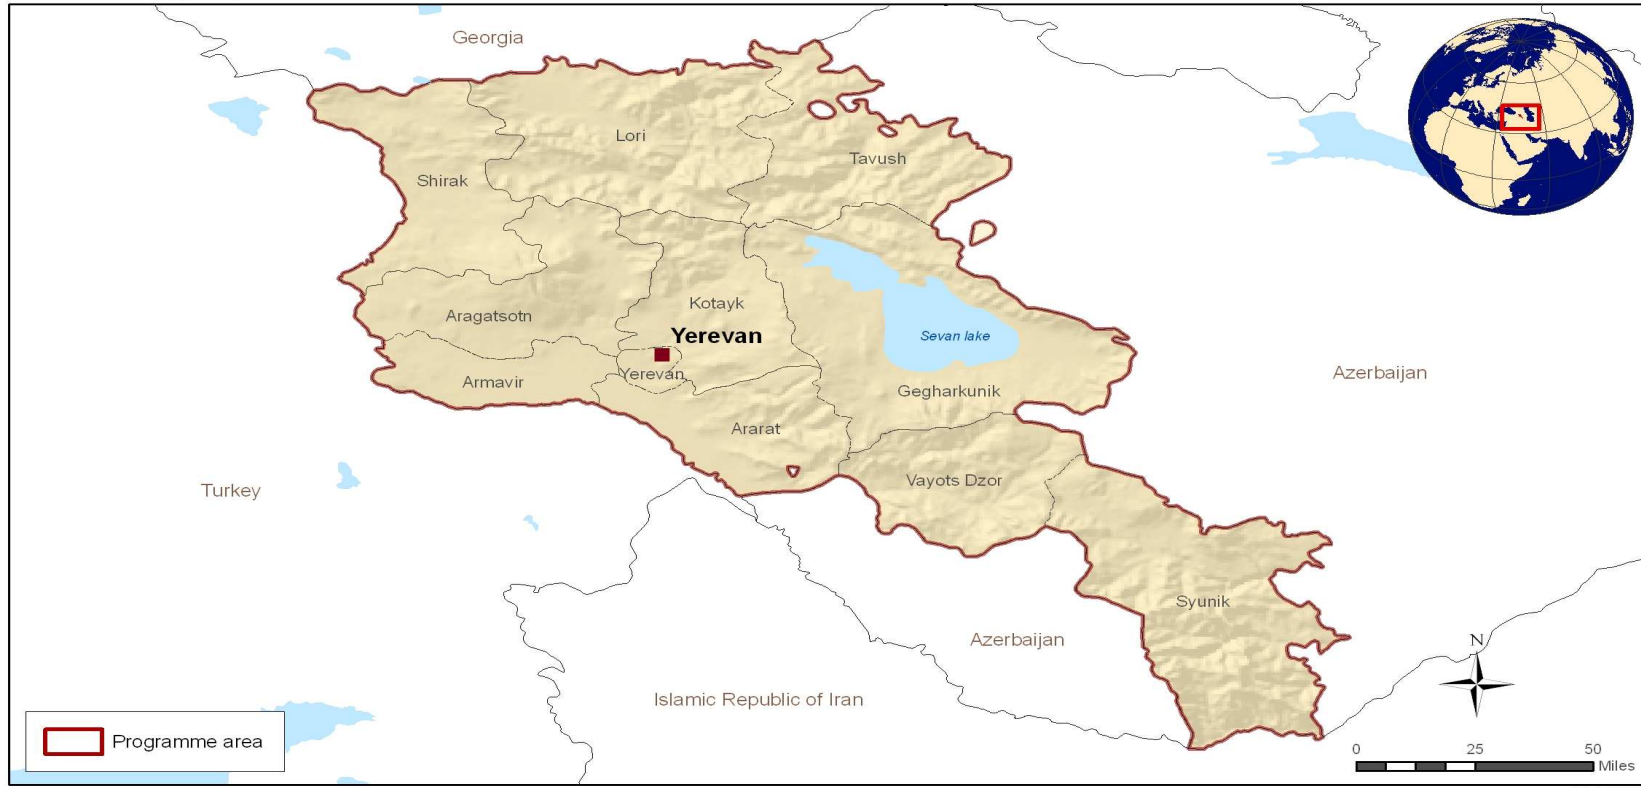 Georgia
Lori
Tavush
Shirak
Kotayk
Aragatsotn
Yerevan
Sevan lake
Yerevan
Armavir
Azerbaijan
Gegharkunik
Ararat
Vayots Dzor
Turkey
Syunik
Azerbaijan
N
Islamic Republic of Iran
Programme area
0 25 50
Miles